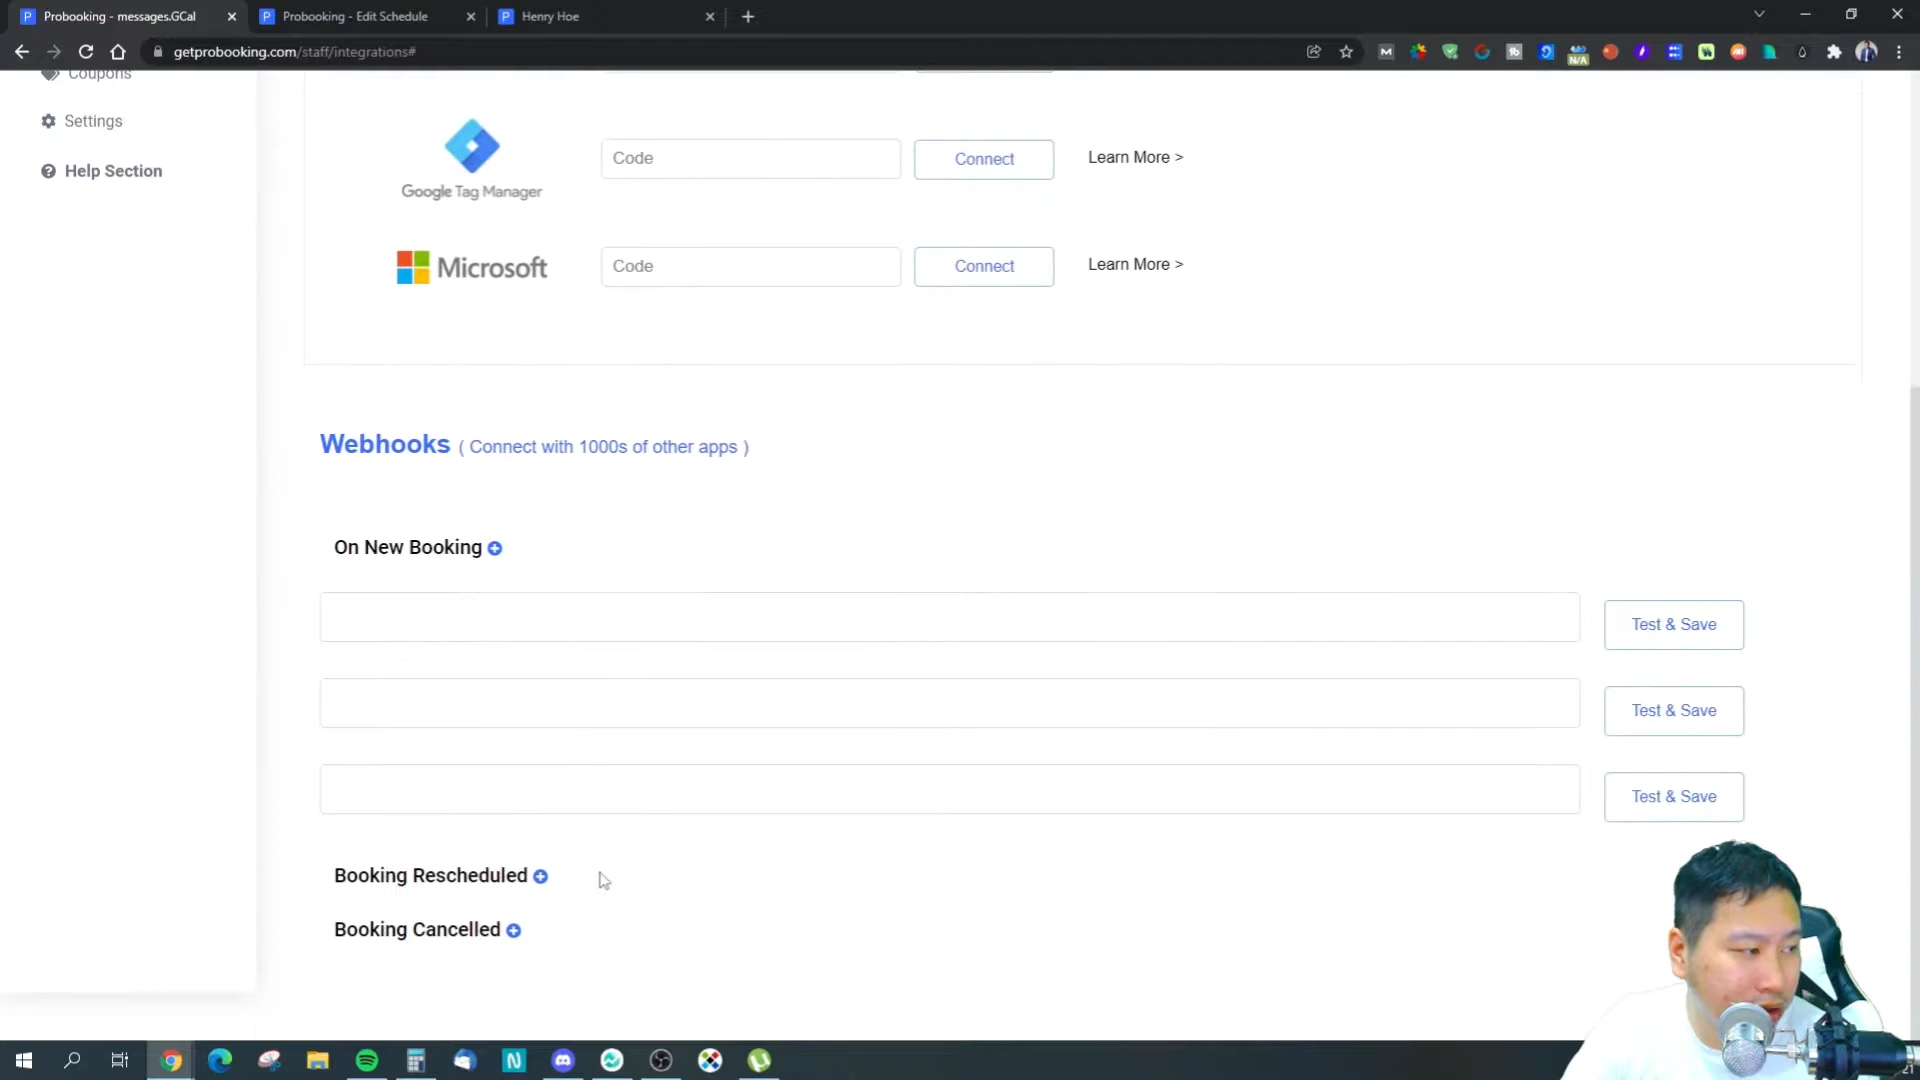 Probooking - messages.GCal
Probooking - Edit Schedule
Henry Hoe
getprobooking.com/staff/integrations#
N/A
Coupons
Settings
Help Section
Google Tag Manager
Code
Connect
Learn More >
Microsoft
Code
Connect
Learn More >
Webhooks ( Connect with 1000s of other apps )
On New Booking
Test & Save
Test & Save
Test & Save
Booking Rescheduled
Booking Cancelled
21